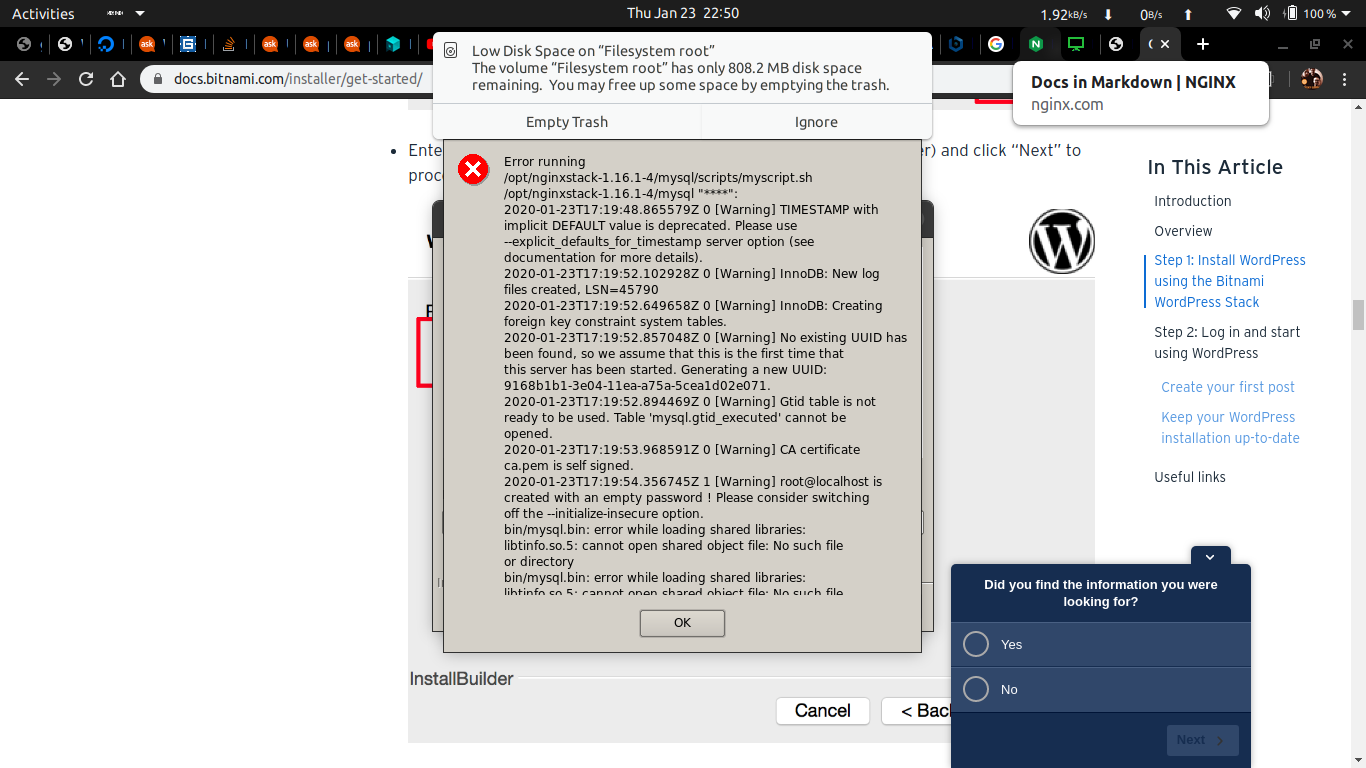 Activities
Thu Jan 23 22:50
1.92kB/s
0B/s
100 %
ask
ask
ask
ask
docs.bitnami.com/installer/get-started/
Low Disk Space on “Filesystem root”
The volume “Filesystem root” has only 808.2 MB disk space
remaining. You may free up some space by emptying the trash.
Empty Trash
Ignore
Docs in Markdown | NGINX
nginx.com
er) and click “Next” to
Error running
/opt/nginxstack-1.16.1-4/mysql/scripts/myscript.sh
/opt/nginxstack-1.16.1-4/mysql "****":
2020-01-23T17:19:48.865579Z 0 [Warning] TIMESTAMP with
implicit DEFAULT value is deprecated. Please use
--explicit_defaults_for_timestamp server option (see
documentation for more details).
2020-01-23T17:19:52.102928Z 0 [Warning] InnoDB: New log
files created, LSN=45790
2020-01-23T17:19:52.649658Z 0 [Warning] InnoDB: Creating
foreign key constraint system tables.
2020-01-23T17:19:52.857048Z 0 [Warning] No existing UUID has
been found, so we assume that this is the first time that
this server has been started. Generating a new UUID:
9168b1b1-3e04-11ea-a75a-5cea1d02e071.
2020-01-23T17:19:52.894469Z 0 [Warning] Gtid table is not
ready to be used. Table 'mysql.gtid_executed' cannot be
opened.
2020-01-23T17:19:53.968591Z 0 [Warning] CA certificate
ca.pem is self signed.
2020-01-23T17:19:54.356745Z 1 [Warning] root@localhost is
created with an empty password ! Please consider switching
off the --initialize-insecure option.
bin/mysql.bin: error while loading shared libraries:
libtinfo.so.5: cannot open shared object file: No such file
or directory
bin/mysql.bin: error while loading shared libraries:
libtinfo.so.5: cannot open shared object file: No such file
OK
InstallBuilder
Cancel
< Back
In This Article
Introduction
Overview
Step 1: Install WordPress
using the Bitnami
WordPress Stack
Step 2: Log in and start
using WordPress
Create your first post
Keep your WordPress
installation up-to-date
Useful links
Did you find the information you were
looking for?
Yes
No
Next